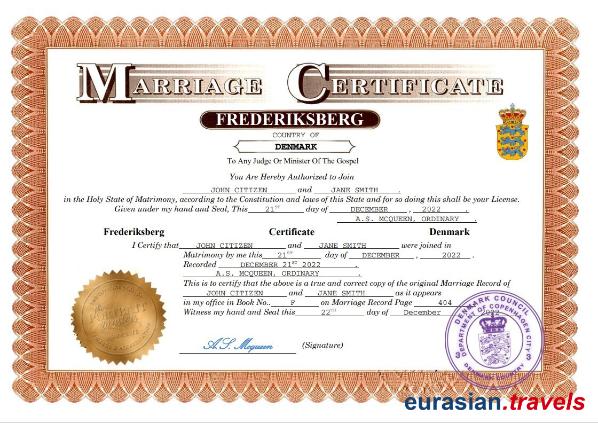 MARRIAGE CERTIFICATE
FREDERIKSBERG
COUNTRY OF
DENMARK
To Any Judge Or Minister Of The Gospel
You Are Hereby Authorized to Join
JOHN CITIZEN and JANE SMITH .
in the Holy State of Matrimony, according to the Constitution and laws of this State and for so doing this shall be your License.
Given under my hand and Seal, This 21st day of DECEMBER , 2022 .
A.S. MCQUEEN, ORDINARY .
Frederiksberg Certificate Denmark
I Certify that JOHN CITIZEN and JANE SMITH were joined in
Matrimony by me this 21st day of DECEMBER , 2022 .
Recorded DECEMBER 21ST 2022 .
A.S. MCQUEEN, ORDINARY .
This is to certify that the above is a true and correct copy of the original Marriage Record of
JOHN CITIZEN and JANE SMITH as it appears
in my office in Book No.. P on Marriage Record Page 404
Witness my hand and Seal this 22nd day of December 2022
A.S. Mcqueen (Signature)
DENMARK COUNCIL
DEPARTMENT OF COPENHAGEN CITY
DENMARK COUNTRY
eurasian.travels